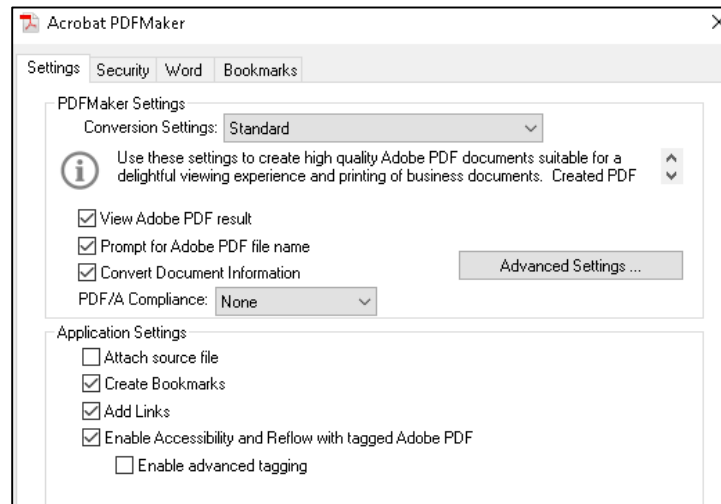 Acrobat PDFMaker
Settings Security Word Bookmarks
PDFMaker Settings
Conversion Settings: Standard
Use these settings to create high quality Adobe PDF documents suitable for a
delightful viewing experience and printing of business documents. Created PDF
View Adobe PDF result
Prompt for Adobe PDF file name
Convert Document Information
Advanced Settings ...
PDF/A Compliance: None
Application Settings
Attach source file
Create Bookmarks
Add Links
Enable Accessibility and Reflow with tagged Adobe PDF
Enable advanced tagging